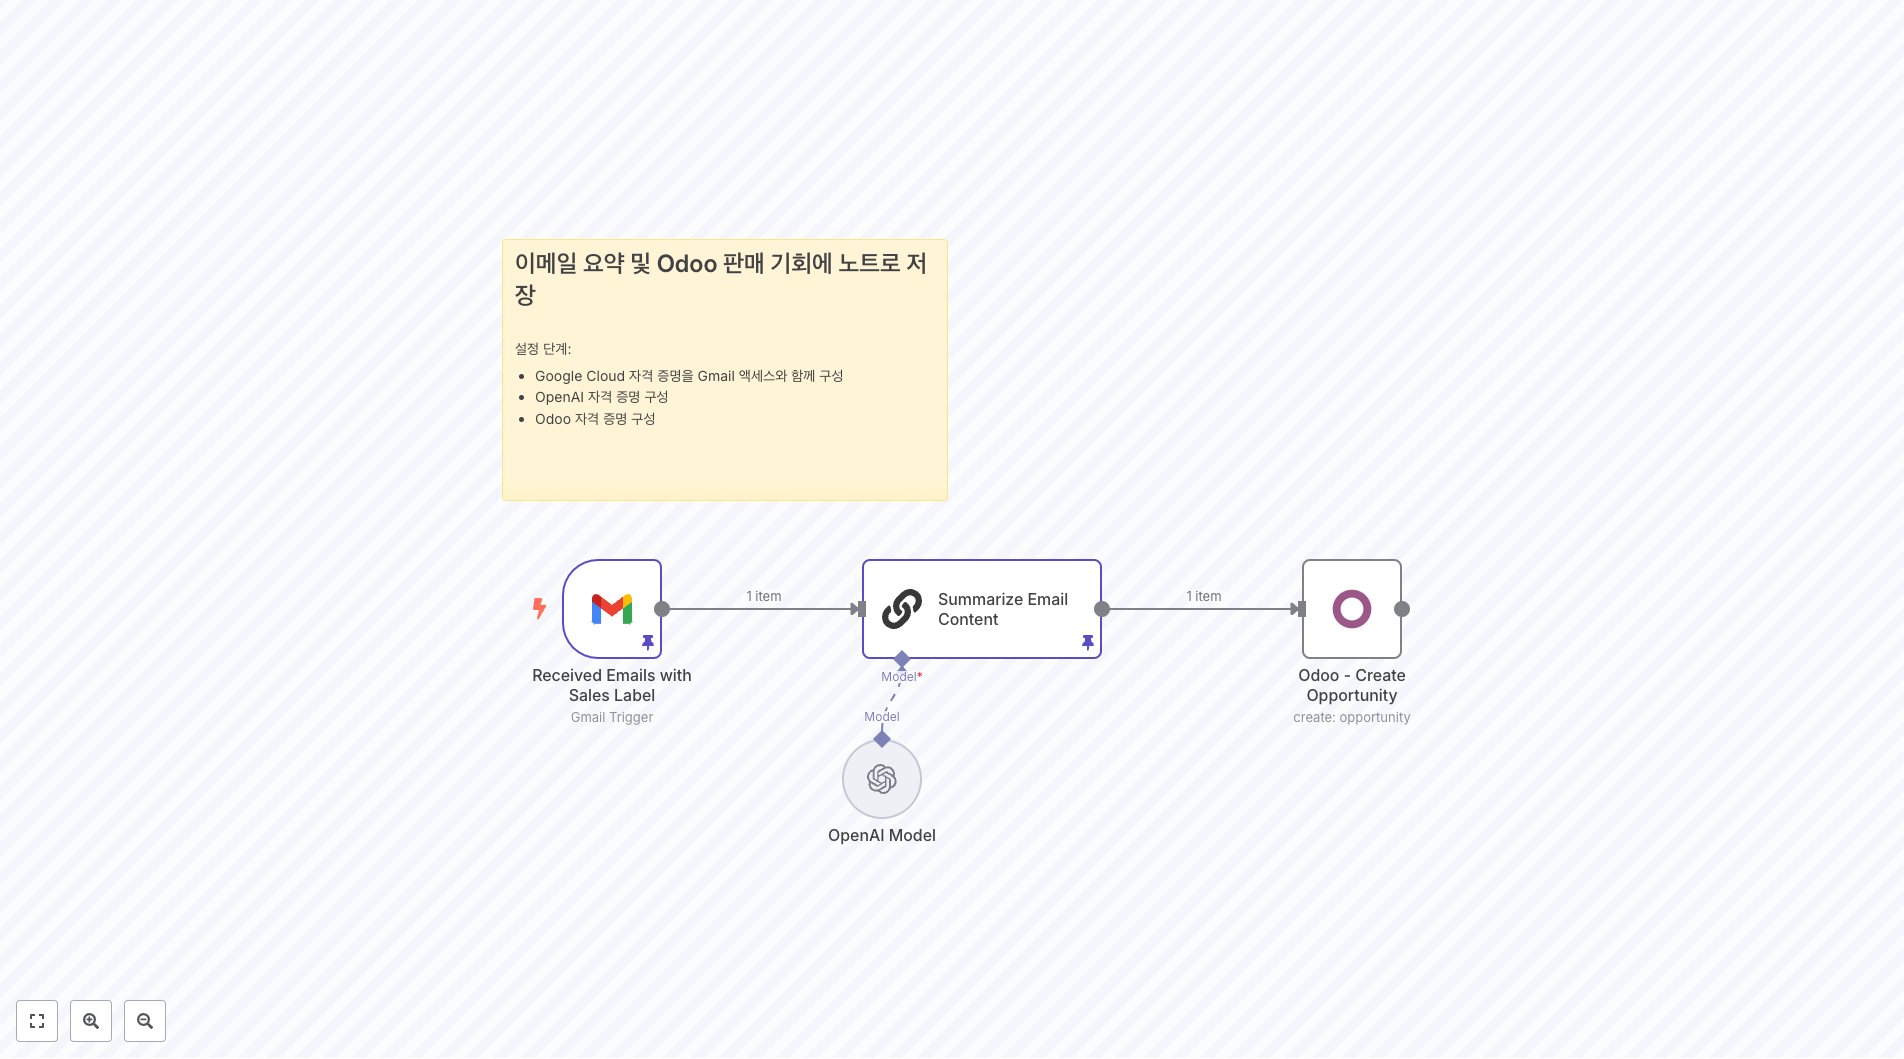 이메일 요약 및 Odoo 판매 기회에 노트로 저
장
설정 단계:
Google Cloud 자격 증명을 Gmail 액세스와 함께 구성
OpenAI 자격 증명 구성
Odoo 자격 증명 구성
1 item
1 item
Summarize Email
Content
Model*
Received Emails with
Sales Label
Gmail Trigger
Odoo - Create
Opportunity
create: opportunity
Model
OpenAI Model